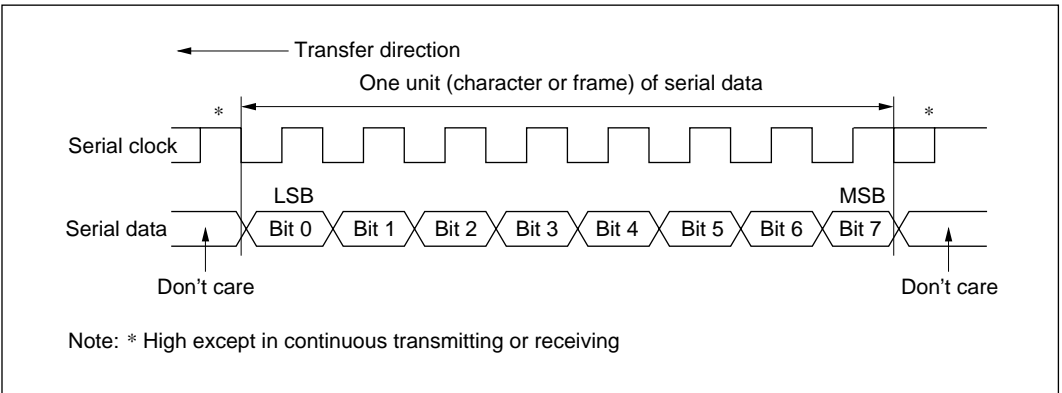 Transfer direction
One unit (character or frame) of serial data
* *
Serial clock
LSB MSB
Serial data Bit 0 Bit 1 Bit 2 Bit 3 Bit 4 Bit 5 Bit 6 Bit 7
Don't care Don't care
Note: * High except in continuous transmitting or receiving